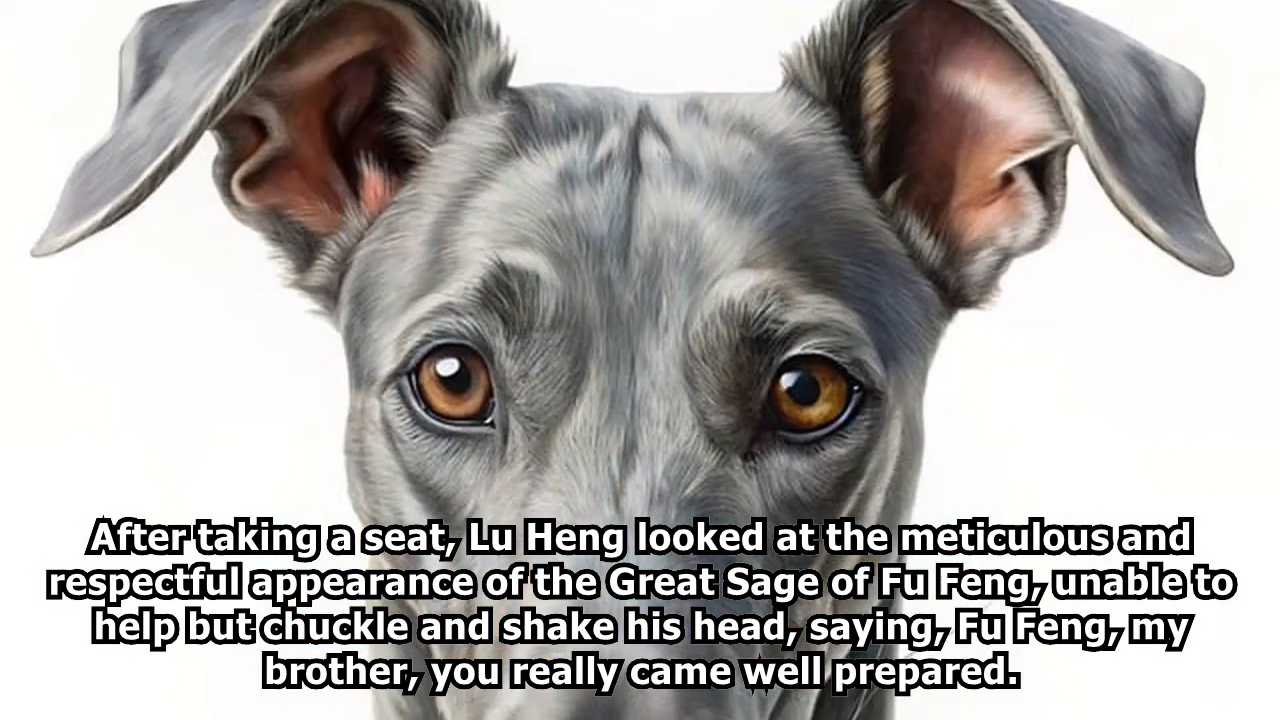 After taking a seat, Lu Heng looked at the meticulous and
respectful appearance of the Great Sage of Fu Feng, unable to
help but chuckle and shake his head, saying, Fu Feng, my
brother, you really came well prepared.